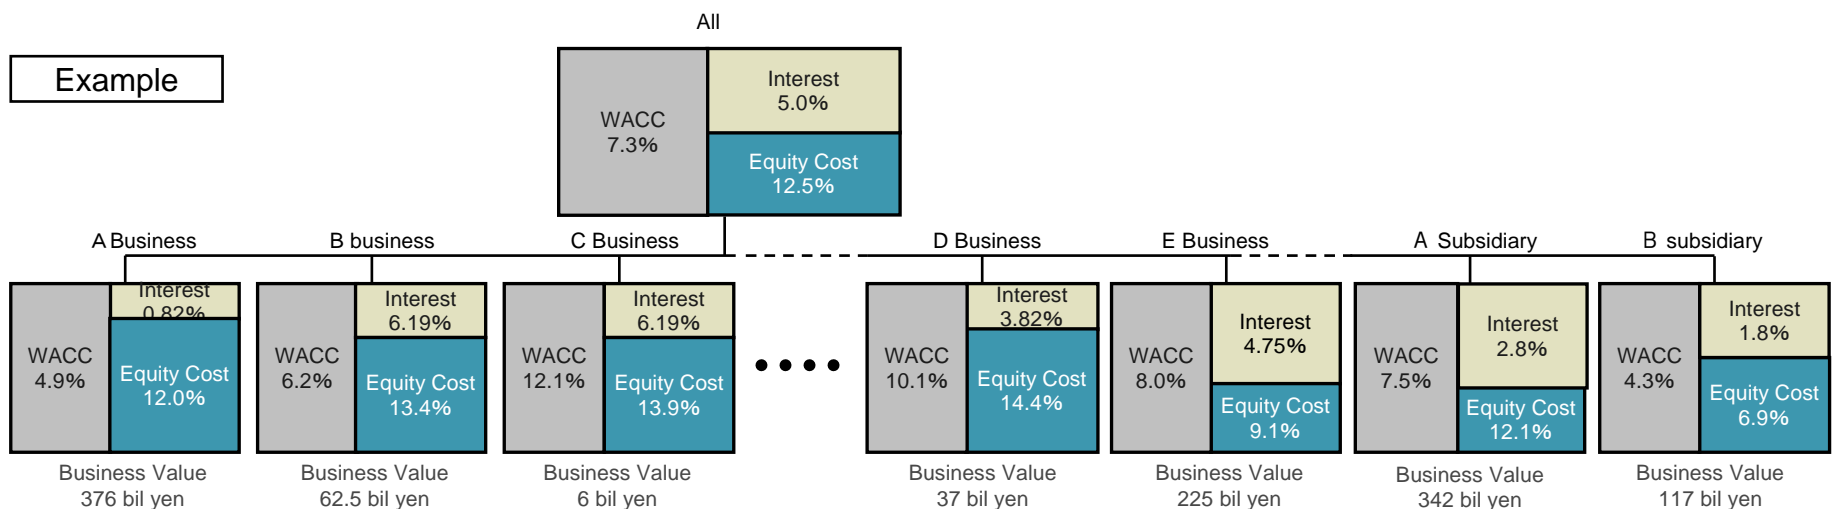 All
Example
Interest
5.0%
WACC
7.3%
Equity Cost
12.5%
A Business
B business
C Business
D Business
E Business
A Subsidiary
B subsidiary
Interest
0.82%
WACC
4.9%
Equity Cost
12.0%
Business Value
376 bil yen
Interest
6.19%
WACC
6.2%
Equity Cost
13.4%
Business Value
62.5 bil yen
Interest
6.19%
WACC
12.1%
Equity Cost
13.9%
Business Value
6 bil yen
Interest
3.82%
WACC
10.1%
Equity Cost
14.4%
Business Value
37 bil yen
Interest
4.75%
WACC
8.0%
Equity Cost
9.1%
Business Value
225 bil yen
Interest
2.8%
WACC
7.5%
Equity Cost
12.1%
Business Value
342 bil yen
Interest
1.8%
WACC
4.3%
Equity Cost
6.9%
Business Value
117 bil yen